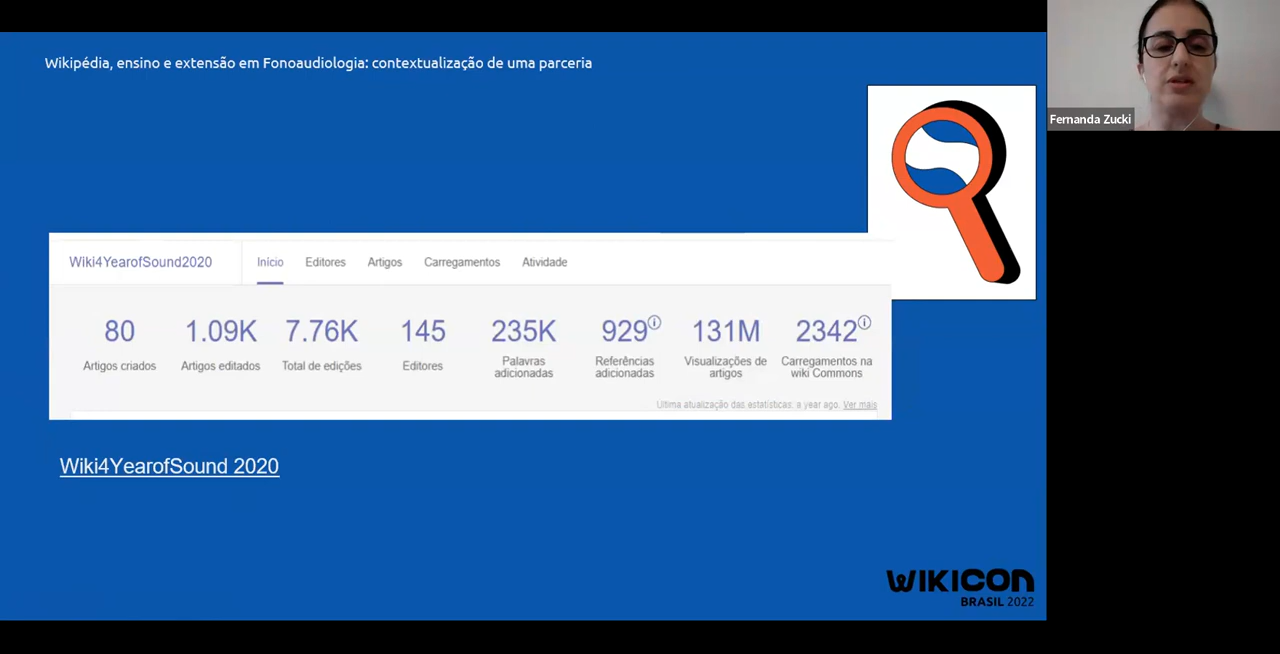 Wikipédia, ensino e extensão em Fonoaudiologia: contextualização de uma parceria
Fernanda Zucki
Wiki4YearofSound2020 Início Editores Artigos Carregamentos Atividade
80 1.09K 7.76K 145 235K 929 131M 2342
Artigos criados Artigos editados Total de edições Editores Palavras adicionadas Referências adicionadas Visualizações de artigos Carregamentos na wiki Commons
Ultima atualização das estatísticas: a year ago. Ver mais
Wiki4YearofSound 2020
WIKICON
BRASIL 2022